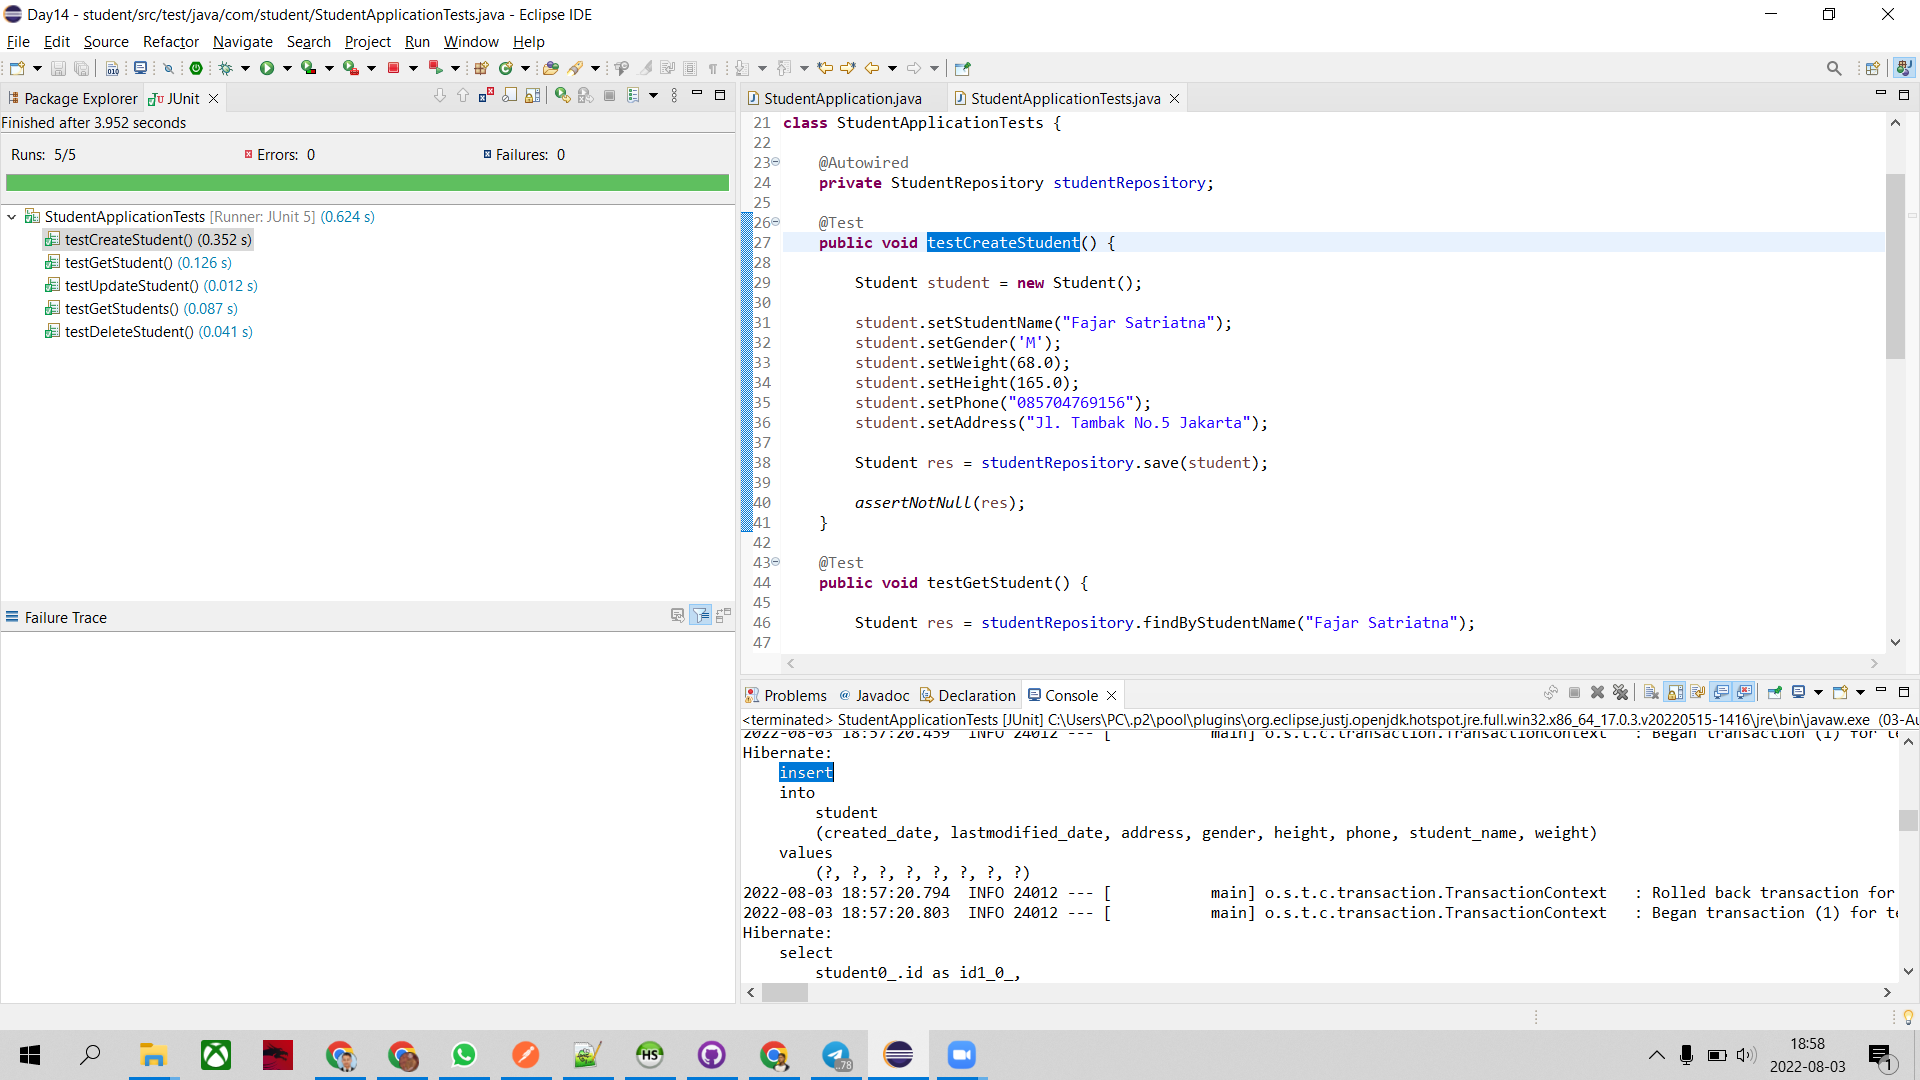 Day14 - student/src/test/java/com/student/StudentApplicationTests.java - Eclipse IDE
File Edit Source Refactor Navigate Search Project Run Window Help
Package Explorer JUnit
Finished after 3.952 seconds
Runs: 5/5 Errors: 0 Failures: 0
StudentApplicationTests [Runner: JUnit 5] (0.624 s)
testCreateStudent() (0.352 s)
testGetStudent() (0.126 s)
testUpdateStudent() (0.012 s)
testGetStudents() (0.087 s)
testDeleteStudent() (0.041 s)
Failure Trace
StudentApplication.java StudentApplicationTests.java
21 class StudentApplicationTests {
22
23 @Autowired
24 private StudentRepository studentRepository;
25
26 @Test
27 public void testCreateStudent() {
28
29 Student student = new Student();
30
31 student.setStudentName("Fajar Satriatna");
32 student.setGender('M');
33 student.setWeight(68.0);
34 student.setHeight(165.0);
35 student.setPhone("085704769156");
36 student.setAddress("Jl. Tambak No.5 Jakarta");
37
38 Student res = studentRepository.save(student);
39
40 assertNotNull(res);
41 }
42
43 @Test
44 public void testGetStudent() {
45
46 Student res = studentRepository.findByStudentName("Fajar Satriatna");
47
Problems @ Javadoc Declaration Console
<terminated> StudentApplicationTests [JUnit] C:\Users\PC\.p2\pool\plugins\org.eclipse.justj.openjdk.hotspot.jre.full.win32.x86_64_17.0.3.v20220515-1416\jre\bin\javaw.exe (03-Au
2022-08-03 18:57:20.459 INFO 24012 --- [ main] o.s.t.c.transaction.TransactionContext : Began transaction (1) for te
Hibernate:
insert
into
student
(created_date, lastmodified_date, address, gender, height, phone, student_name, weight)
values
(?, ?, ?, ?, ?, ?, ?, ?)
2022-08-03 18:57:20.794 INFO 24012 --- [ main] o.s.t.c.transaction.TransactionContext : Rolled back transaction for
2022-08-03 18:57:20.803 INFO 24012 --- [ main] o.s.t.c.transaction.TransactionContext : Began transaction (1) for te
Hibernate:
select
student0_.id as id1_0_,
HS
78
18:58
2022-08-03
1